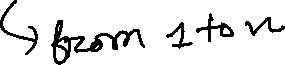 ↳ from 1 to n